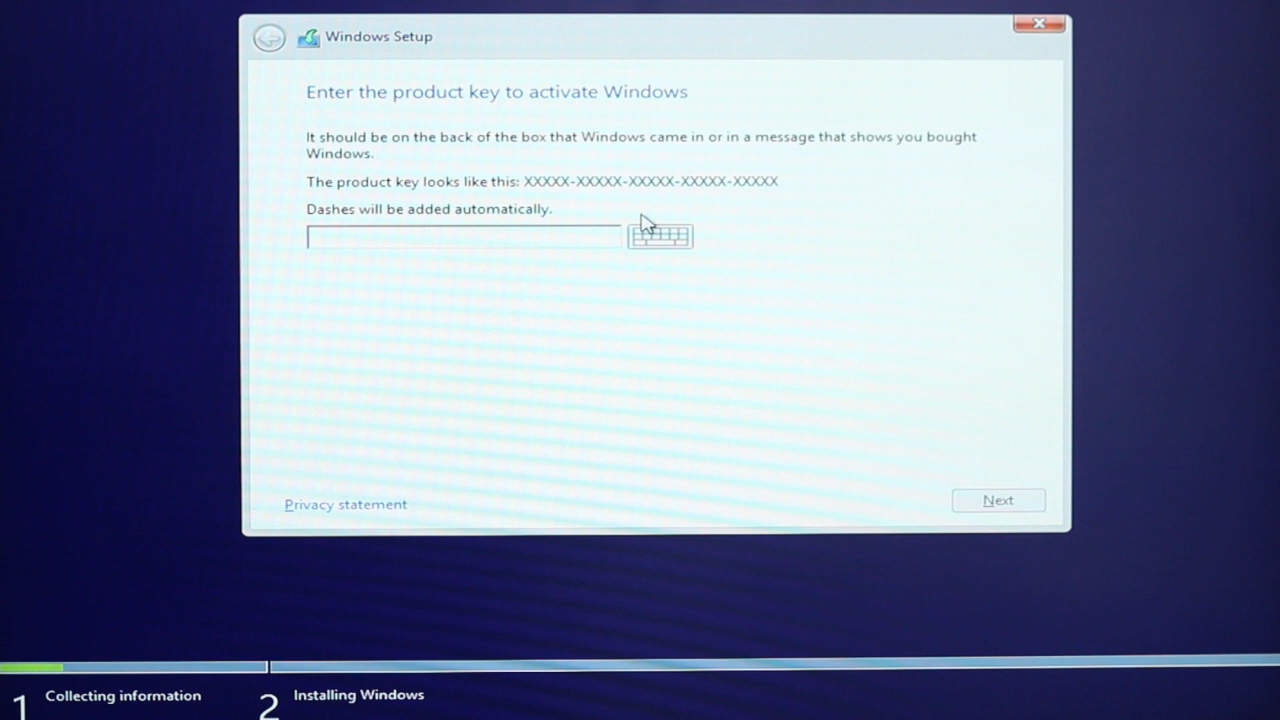 Windows Setup
Enter the product key to activate Windows
It should be on the back of the box that Windows came in or in a message that shows you bought
Windows.
The product key looks like this: XXXXX-XXXXX-XXXXX-XXXXX-XXXXX
Dashes will be added automatically.
Privacy statement
Next
1 Collecting information
2 Installing Windows